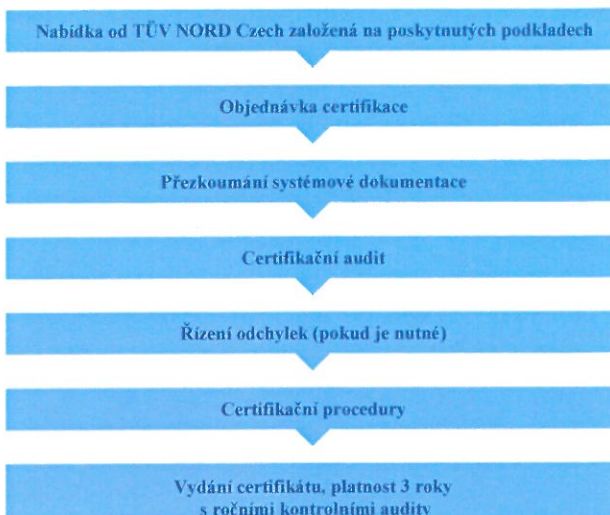 Nabídka od TÜV NORD Czech založená na poskytnutých podkladech
Objednávka certifikace
Přezkoumání systémové dokumentace
Certifikační audit
Řízení odchylek (pokud je nutné)
Certifikační procedury
Vydání certifikátu, platnost 3 roky
s ročními kontrolními audity